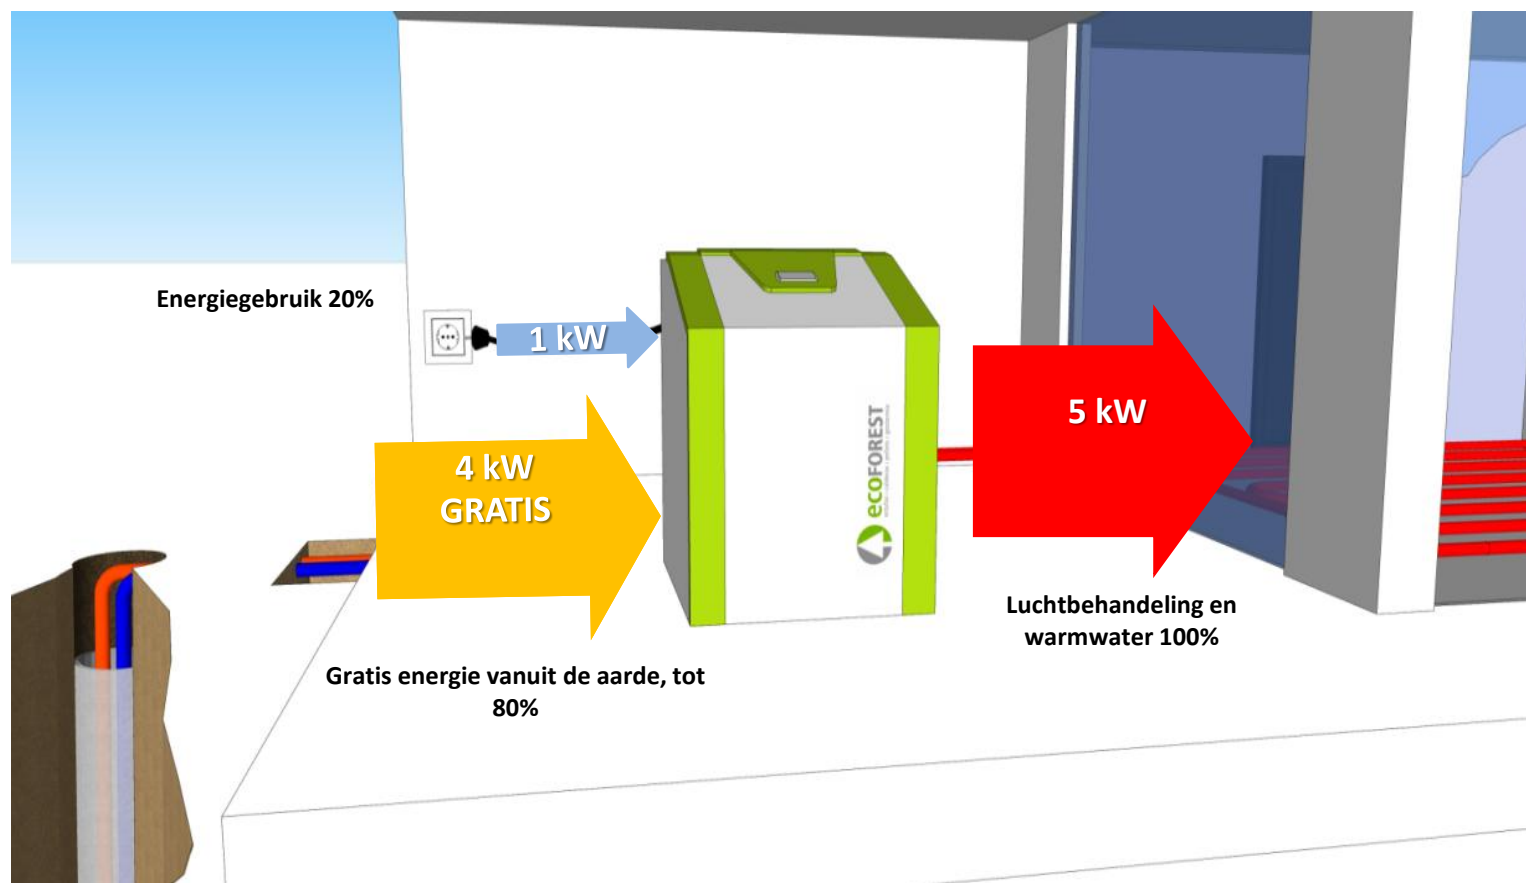 Energiegebruik 20%
1 kW
4 kW
GRATIS
5 kW
ecoFOREST
Luchtbehandeling en
warmwater 100%
Gratis energie vanuit de aarde, tot
80%